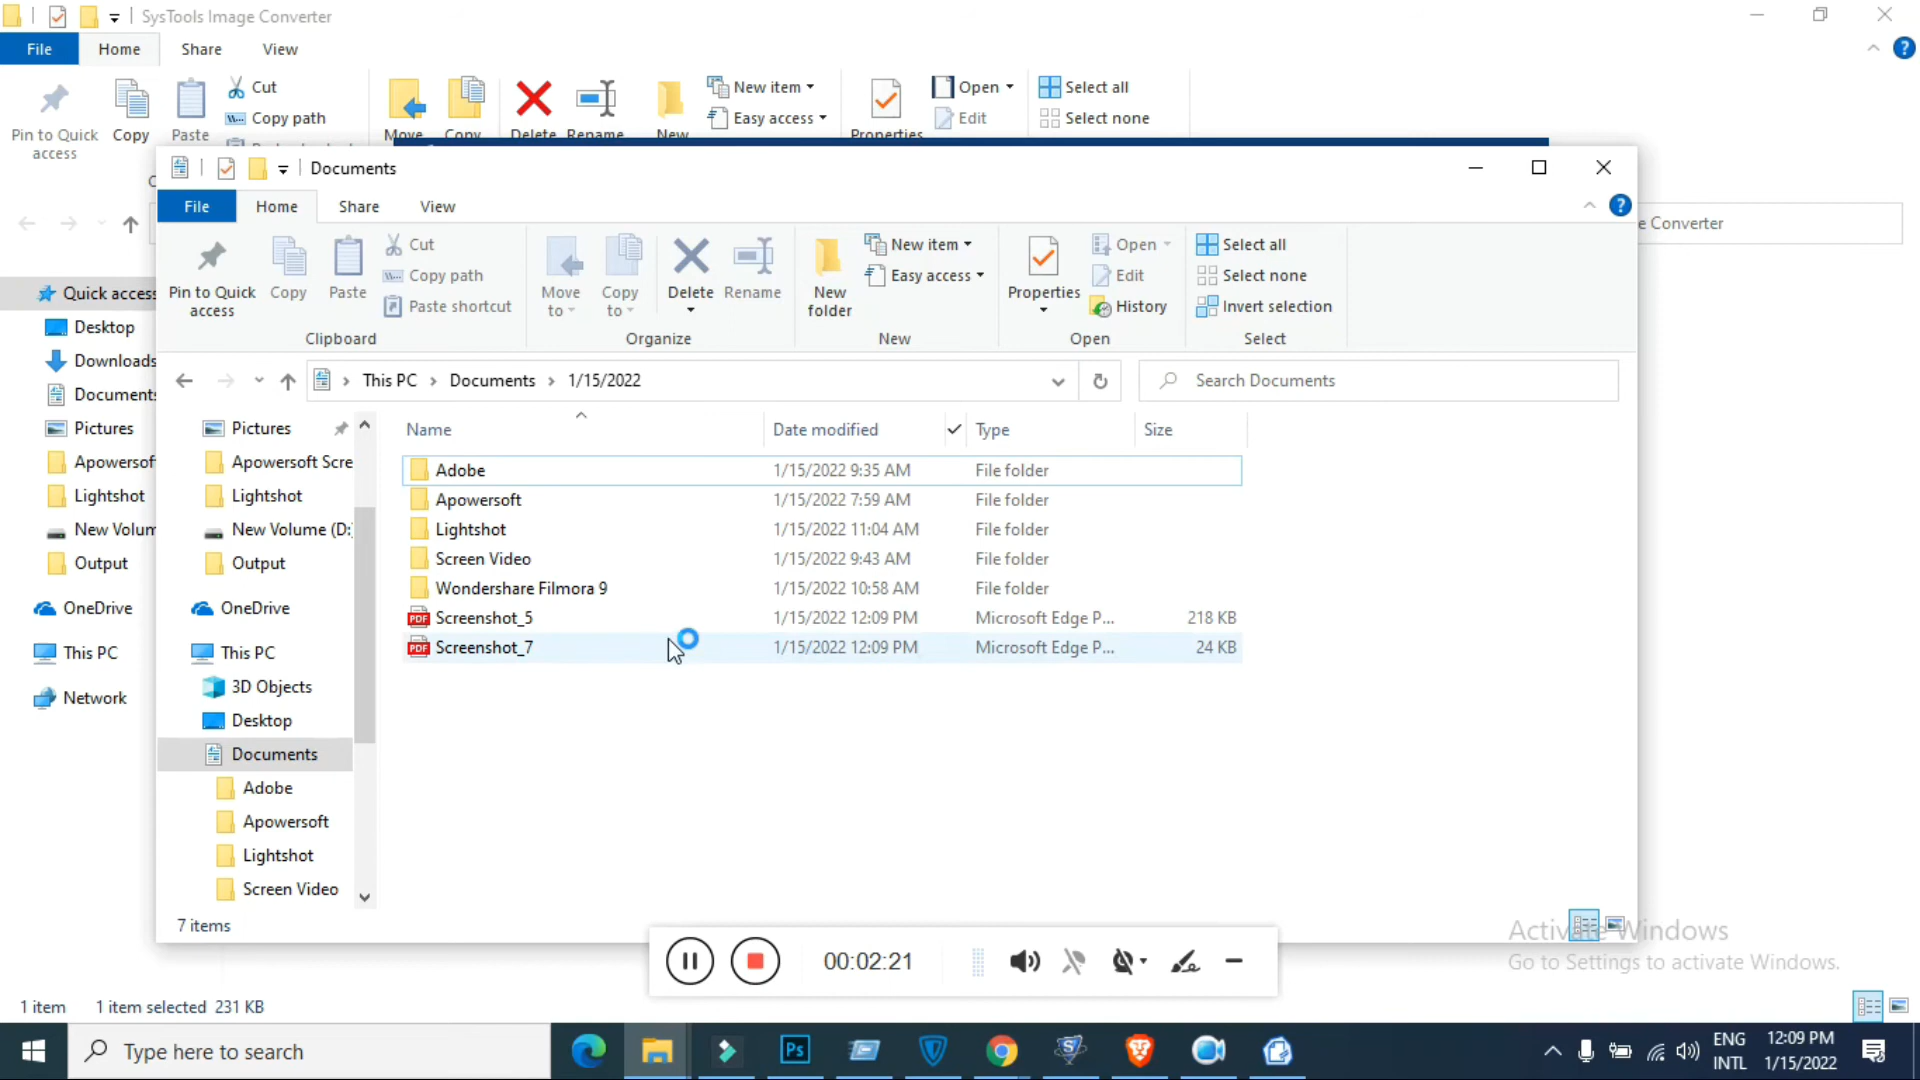 SysTools Image Converter
File Home Share View
Pin to Quick access
Copy
Paste
Cut
Copy path
Move
Copy
Delete
Rename
New
New item
Easy access
Properties
Open
Edit
Select all
Select none
e Converter
Documents
File Home Share View
Pin to Quick access
Copy
Paste
Cut
Copy path
Paste shortcut
Clipboard
Move to
Copy to
Delete
Rename
Organize
New folder
New item
Easy access
New
Properties
Open
Edit
History
Open
Select all
Select none
Invert selection
Select
This PC Documents 1/15/2022
Search Documents
Quick access
Desktop
Downloads
Documents
Pictures
Apowersof
Lightshot
New Volum
Output
OneDrive
This PC
Network
Pictures
Apowersoft Scre
Lightshot
New Volume (D:
Output
OneDrive
This PC
3D Objects
Desktop
Documents
Adobe
Apowersoft
Lightshot
Screen Video
Name Date modified Type Size
Adobe 1/15/2022 9:35 AM File folder
Apowersoft 1/15/2022 7:59 AM File folder
Lightshot 1/15/2022 11:04 AM File folder
Screen Video 1/15/2022 9:43 AM File folder
Wondershare Filmora 9 1/15/2022 10:58 AM File folder
PDF Screenshot_5 1/15/2022 12:09 PM Microsoft Edge P... 218 KB
PDF Screenshot_7 1/15/2022 12:09 PM Microsoft Edge P... 24 KB
7 items
00:02:21
Activate Windows
Go to Settings to activate Windows.
1 item 1 item selected 231 KB
Type here to search
Ps
ENG
INTL
12:09 PM
1/15/2022